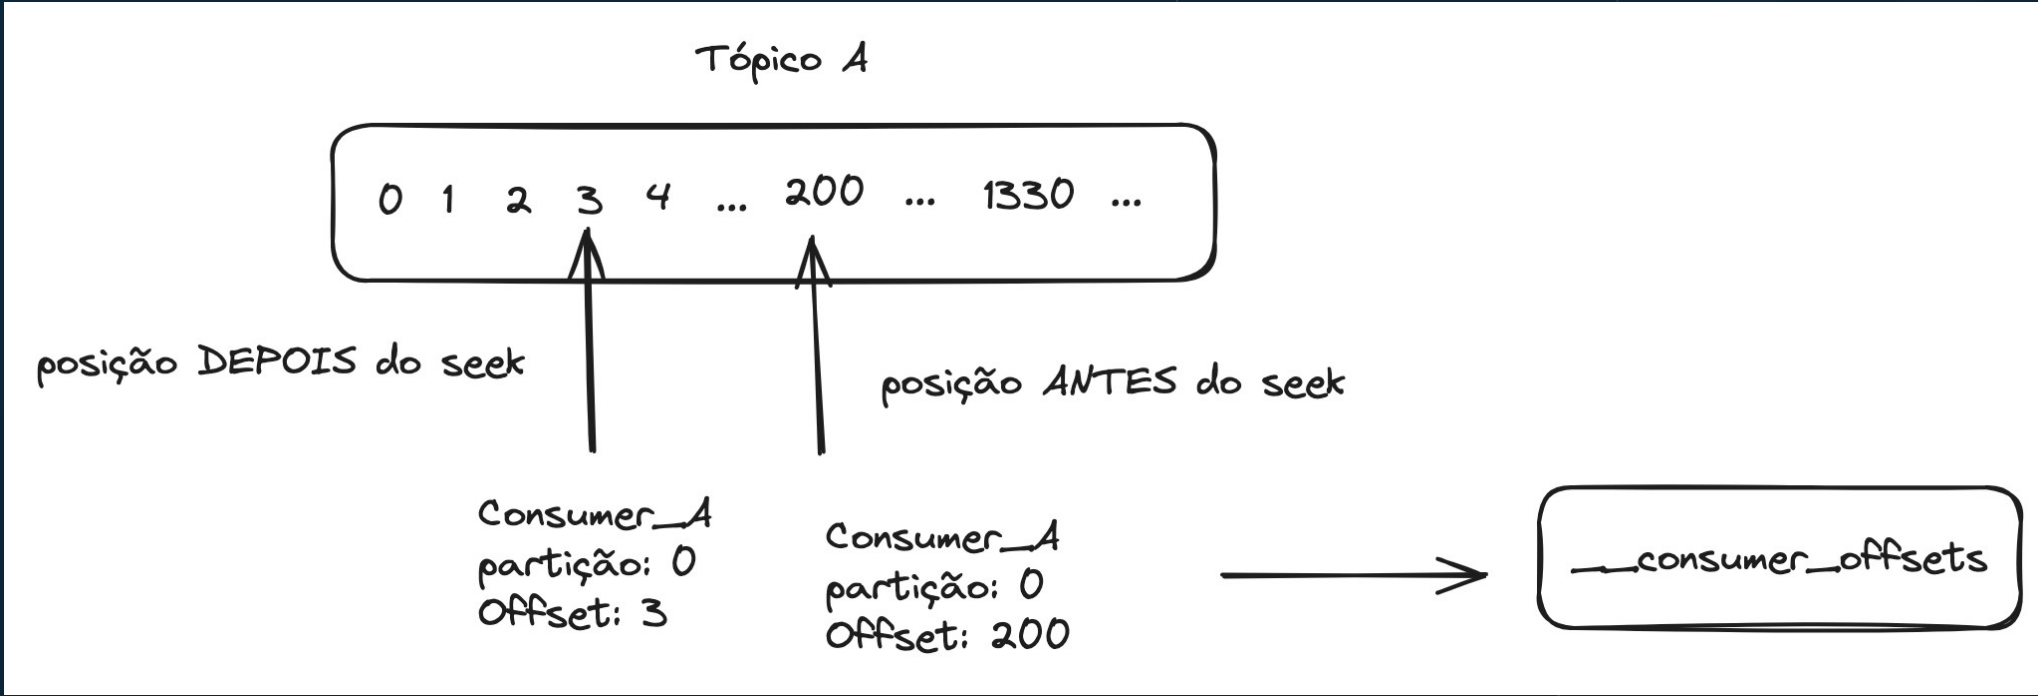 Tópico A
0 1 2 3 4 ... 200 ... 1330 ...
posição DEPOIS do seek
posição ANTES do seek
Consumer_A
partição: 0
Offset: 3
Consumer_A
partição: 0
Offset: 200
__consumer_offsets